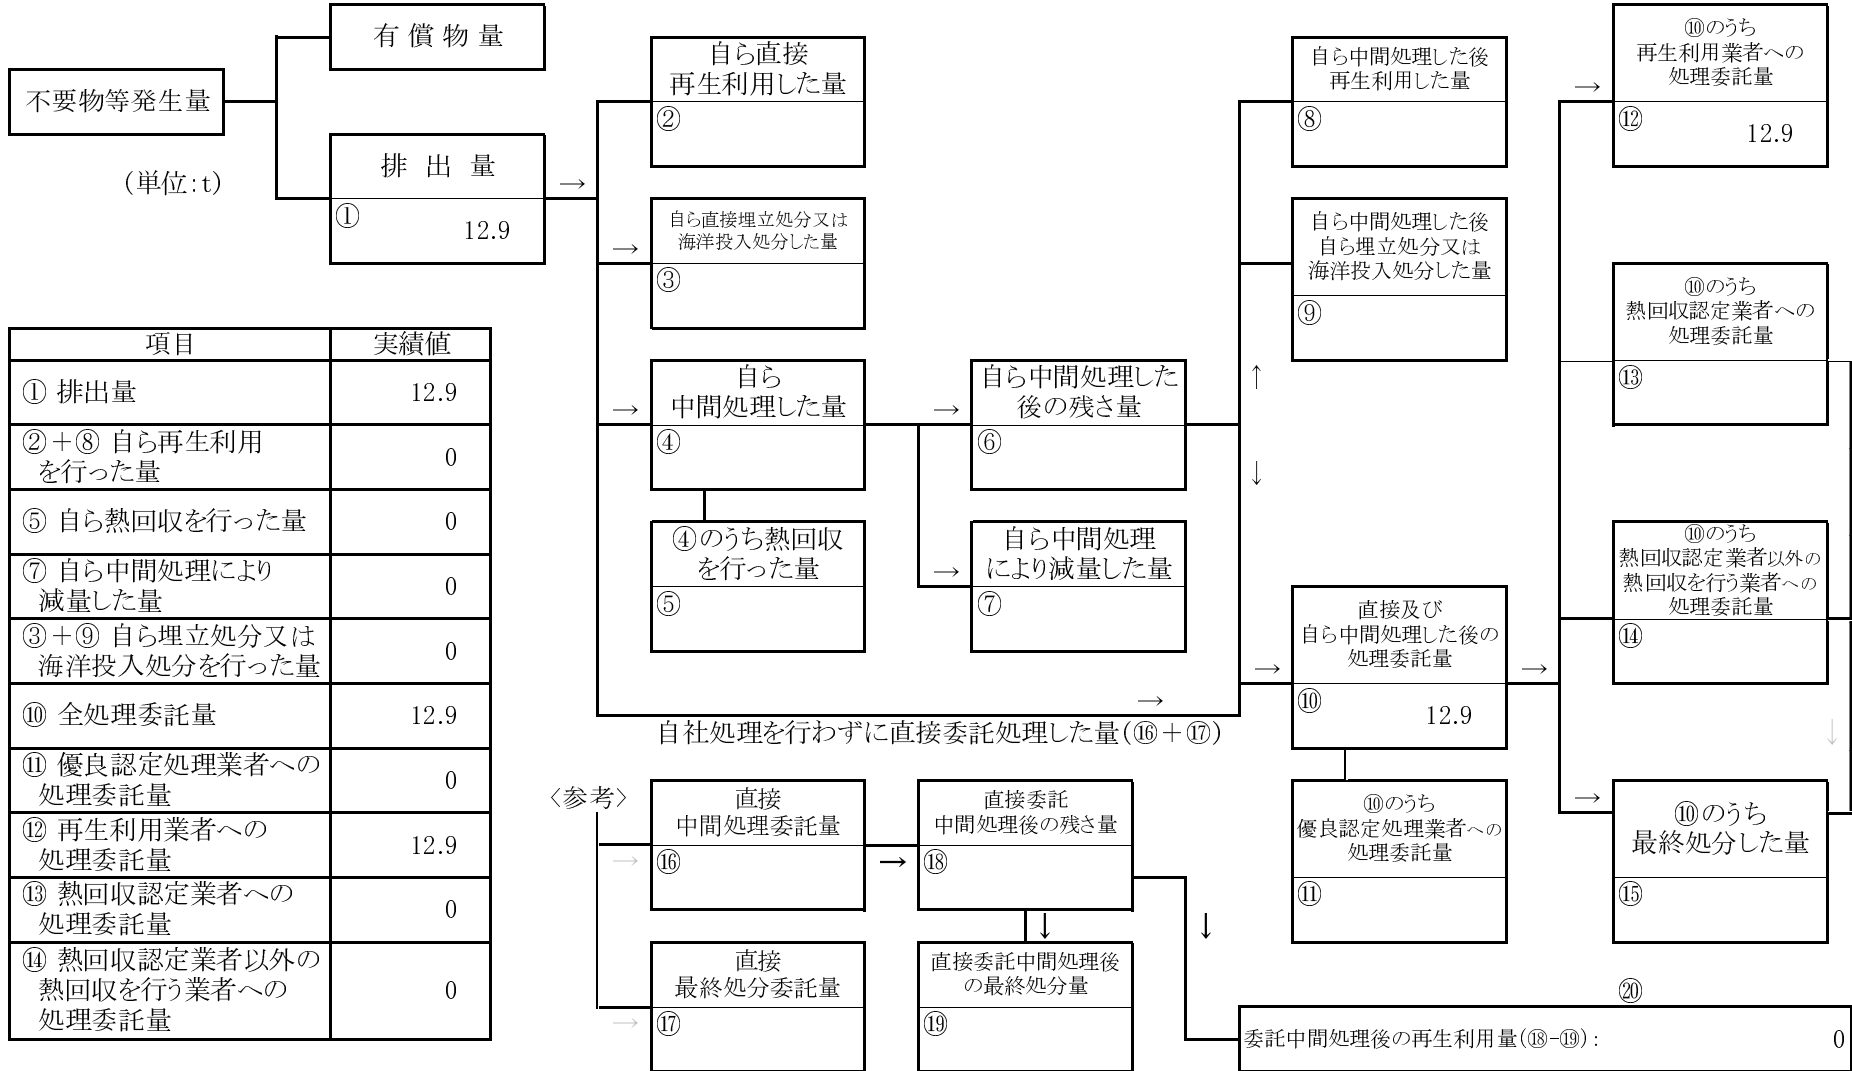 有償物量
不要物等発生量
(単位:t)
排出量
①
12.9
→
自ら直接
再生利用した量
②
→
自ら直接埋立処分又は
海洋投入処分した量
③
→
自ら
中間処理した量
④
④のうち熱回収
を行った量
⑤
→
自ら中間処理した
後の残さ量
⑥
→
自ら中間処理
により減量した量
⑦
自ら中間処理した後
再生利用した量
⑧
自ら中間処理した後
自ら埋立処分又は
海洋投入処分した量
⑨
↑
↓
→
自社処理を行わずに直接委託処理した量(⑯+⑰)
→
直接及び
自ら中間処理した後の
処理委託量
⑩
12.9
⑩のうち
優良認定処理業者への
処理委託量
⑪
→
→
⑩のうち
再生利用業者への
処理委託量
⑫
12.9
⑩のうち
熱回収認定業者への
処理委託量
⑬
⑩のうち
熱回収認定業者以外の
熱回収を行う業者への
処理委託量
⑭
↓
→
⑩のうち
最終処分した量
⑮
項目 実績値
① 排出量 12.9
②+⑧ 自ら再生利用
を行った量 0
⑤ 自ら熱回収を行った量 0
⑦ 自ら中間処理により
減量した量 0
③+⑨ 自ら埋立処分又は
海洋投入処分を行った量 0
⑩ 全処理委託量 12.9
⑪ 優良認定処理業者への
処理委託量 0
⑫ 再生利用業者への
処理委託量 12.9
⑬ 熱回収認定業者への
処理委託量 0
⑭ 熱回収認定業者以外の
熱回収を行う業者への 0
処理委託量
〈参考〉
→
直接
中間処理委託量
⑯
→
直接委託
中間処理後の残さ量
⑱
↓
↓
→
直接
最終処分委託量
⑰
直接委託中間処理後
の最終処分量
⑲
⑳
委託中間処理後の再生利用量(⑱-⑲): 0